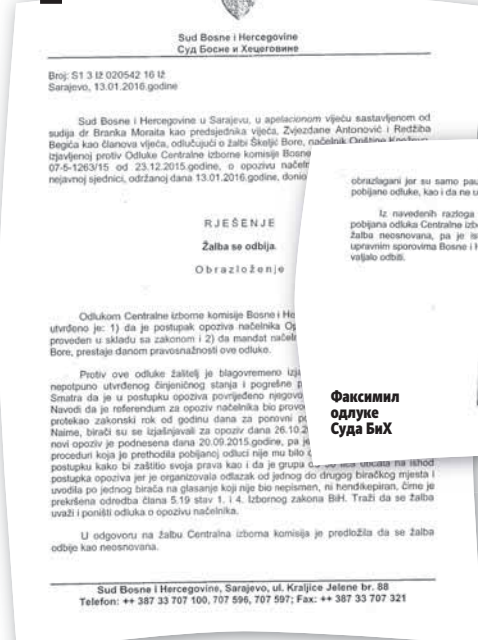 Sud Bosne i Hercegovine
Суд Босне и Херцеговине
Broj: S1 3 Iž 020542 16 Iž
Sarajevo, 13.01.2016.godine
Sud Bosne i Hercegovine u Sarajevu, u apelacionom vijeću sastavljenom od
sudija dr Branka Moraita kao predsjednika vijeća, Zvjezdane Antonović i Redžiba
Begića kao članova vijeća, odlučujući o žalbi Škeljić Bore, načelnik Opštine
izjavljenoj protiv Odluke Centralne izborne komisije Bosne
07-5-1263/15 od 23.12.2015.godine, o opozivu načel
nejavnoj sjednici, održanoj dana 13.01.2016.godine, donio
RJEŠENJE
Žalba se odbija.
Obrazloženje
Odlukom Centralne izborne komisije Bosne i He
utvrđeno je: 1) da je postupak opoziva načelnika Op
proveden u skladu sa zakonom i 2) da mandat načel
Bore, prestaje danom pravosnažnosti ove odluke.
Protiv ove odluke žalitelj je blagovremeno izja
nepotpuno utvrđenog činjeničnog stanja i pogrešne p
Smatra da je u postupku opoziva povrijeđeno njegovo
Navodi da je referendum za opoziv načelnika bio provo
protekao zakonski rok od godinu dana za ponovni p
Naime, birači su se izjašnjavali za opoziv dana 26.10.2
novi opoziv je podnesena dana 20.09.2015.godine, pa je
proceduri koja je prethodila pobijanoj odluci nije mu bilo
postupku kako bi zaštitio svoja prava kao i da je grupa od lica uticala na ishod
postupka opoziva jer je organizovala odlazak od jednog do drugog biračkog mjesta i
uvodila po jednog birača na glasanje koji nije bio nepismen, ni hendikepiran, čime je
prekršena odredba člana 5.19 stav 1. i 4. Izbornog zakona BiH. Traži da se žalba
uvaži i poništi odluka o opozivu načelnika.
U odgovoru na žalbu Centralna izborna komisija je predložila da se žalba
odbije kao neosnovana.
Sud Bosne i Hercegovine, Sarajevo, ul. Kraljice Jelene br. 88
Telefon: ++ 387 33 707 100, 707 596, 707 597; Fax: ++ 387 33 707 321
obrazlagani jer su samo pau
pobijane odluke, kao i da ne u
Iz navedenih razloga
pobijana odluka Centralne izb
žalba neosnovana, pa je is
upravnim sporovima Bosne i H
valjalo odbiti.
Факсимил
одлуке
Суда БиХ